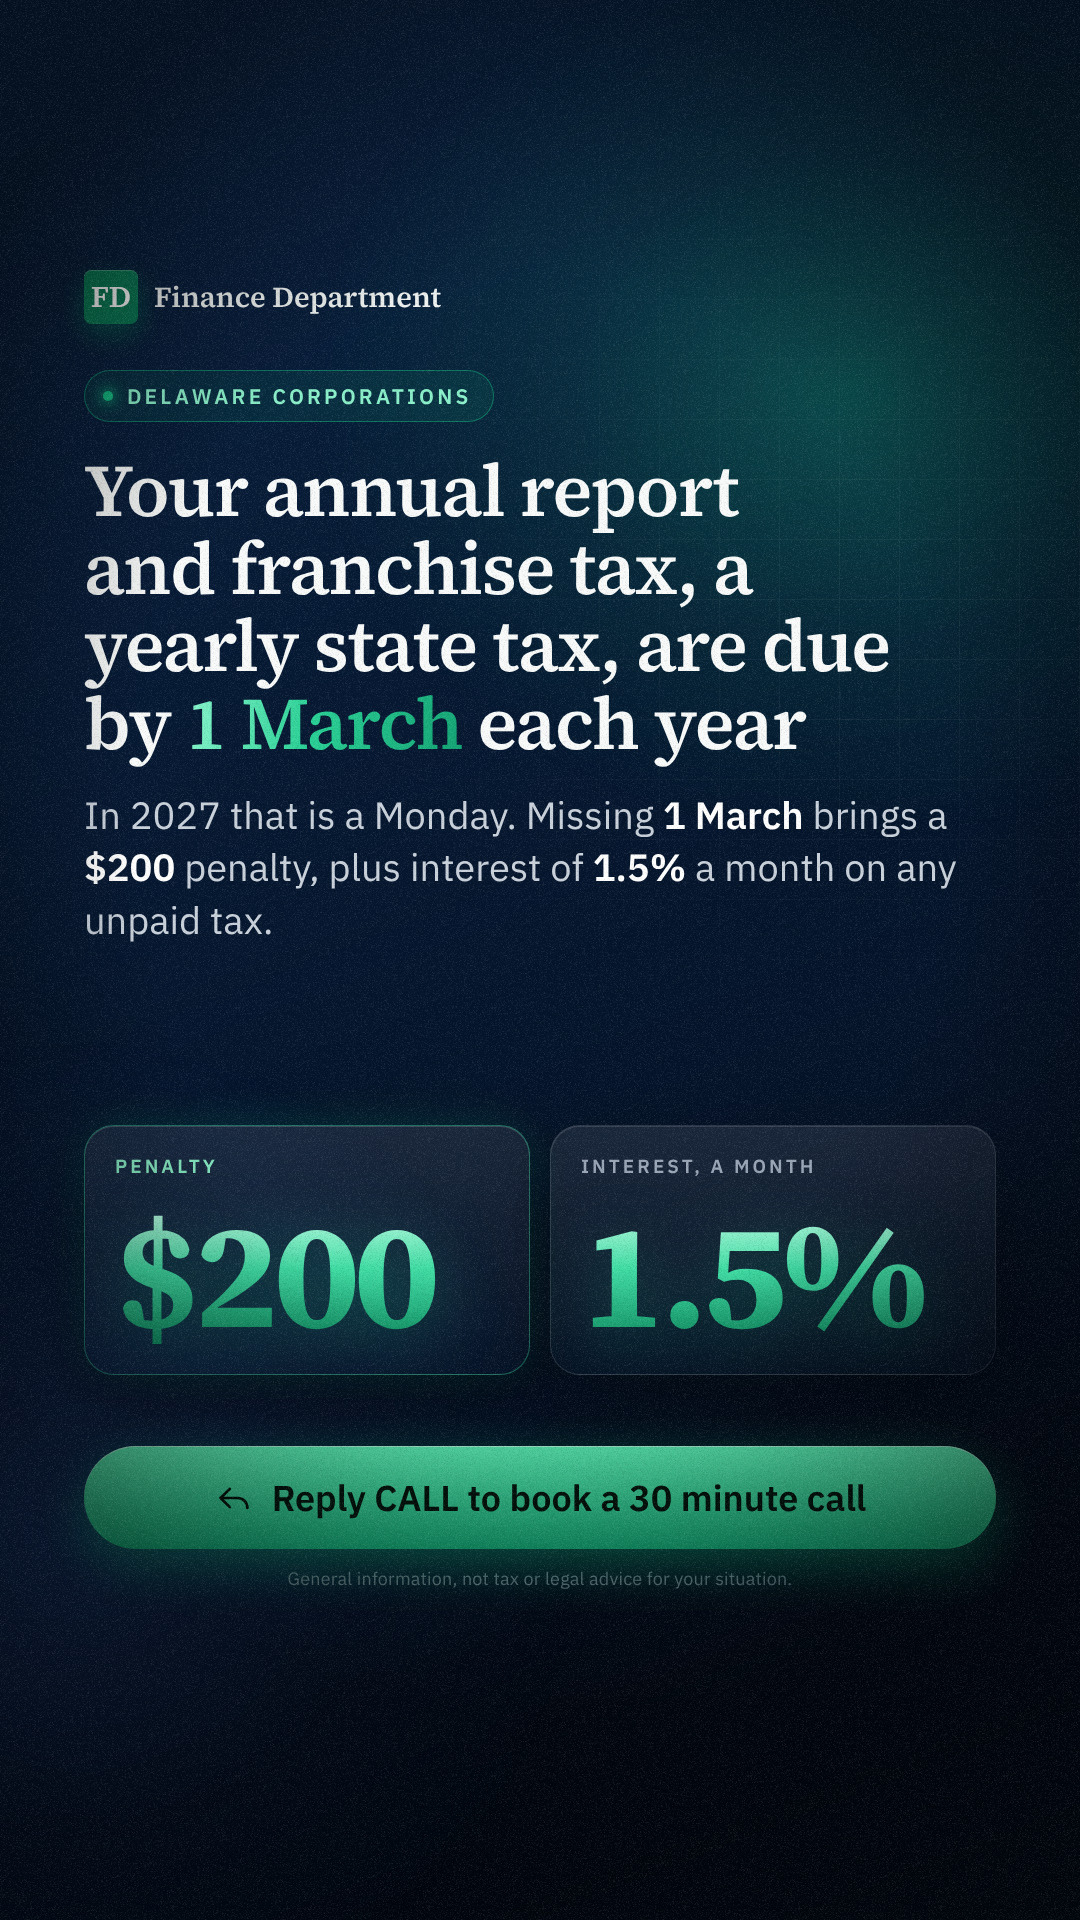 FD Finance Department
DELAWARE CORPORATIONS
Your annual report
and franchise tax, a
yearly state tax, are due
by 1 March each year
In 2027 that is a Monday. Missing 1 March brings a
$200 penalty, plus interest of 1.5% a month on any
unpaid tax.
PENALTY
$200
INTEREST, A MONTH
1.5%
Reply CALL to book a 30 minute call
General information, not tax or legal advice for your situation.